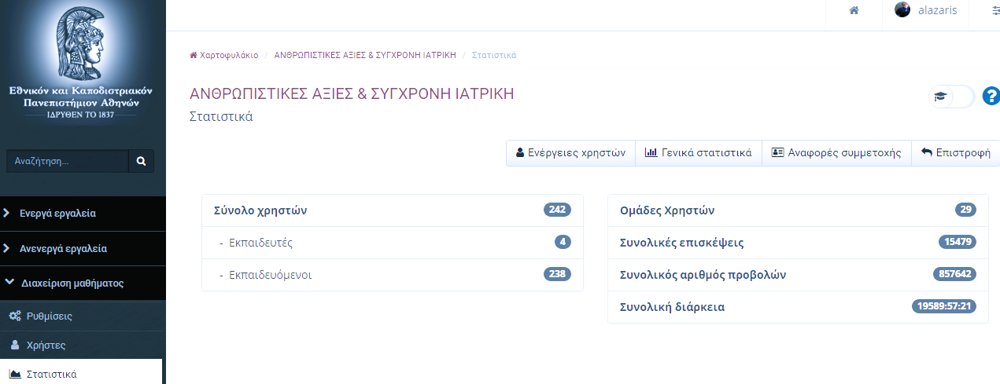 Εθνικόν και Καποδιστριακόν
Πανεπιστήμιον Αθηνών
ΙΔΡΥΘΕΝ ΤΟ 1837
Αναζήτηση...
Ενεργά εργαλεία
Ανενεργά εργαλεία
Διαχείριση μαθήματος
Ρυθμίσεις
Χρήστες
Στατιστικά
alazaris
Χαρτοφυλάκιο / ΑΝΘΡΩΠΙΣΤΙΚΕΣ ΑΞΙΕΣ & ΣΥΓΧΡΟΝΗ ΙΑΤΡΙΚΗ / Στατιστικά
ΑΝΘΡΩΠΙΣΤΙΚΕΣ ΑΞΙΕΣ & ΣΥΓΧΡΟΝΗ ΙΑΤΡΙΚΗ
Στατιστικά
Ενέργειες χρηστών Γενικά στατιστικά Αναφορές συμμετοχής Επιστροφή
Σύνολο χρηστών 242
- Εκπαιδευτές 4
- Εκπαιδευόμενοι 238
Ομάδες Χρηστών 29
Συνολικές επισκέψεις 15479
Συνολικός αριθμός προβολών 857642
Συνολική διάρκεια 19589:57:21